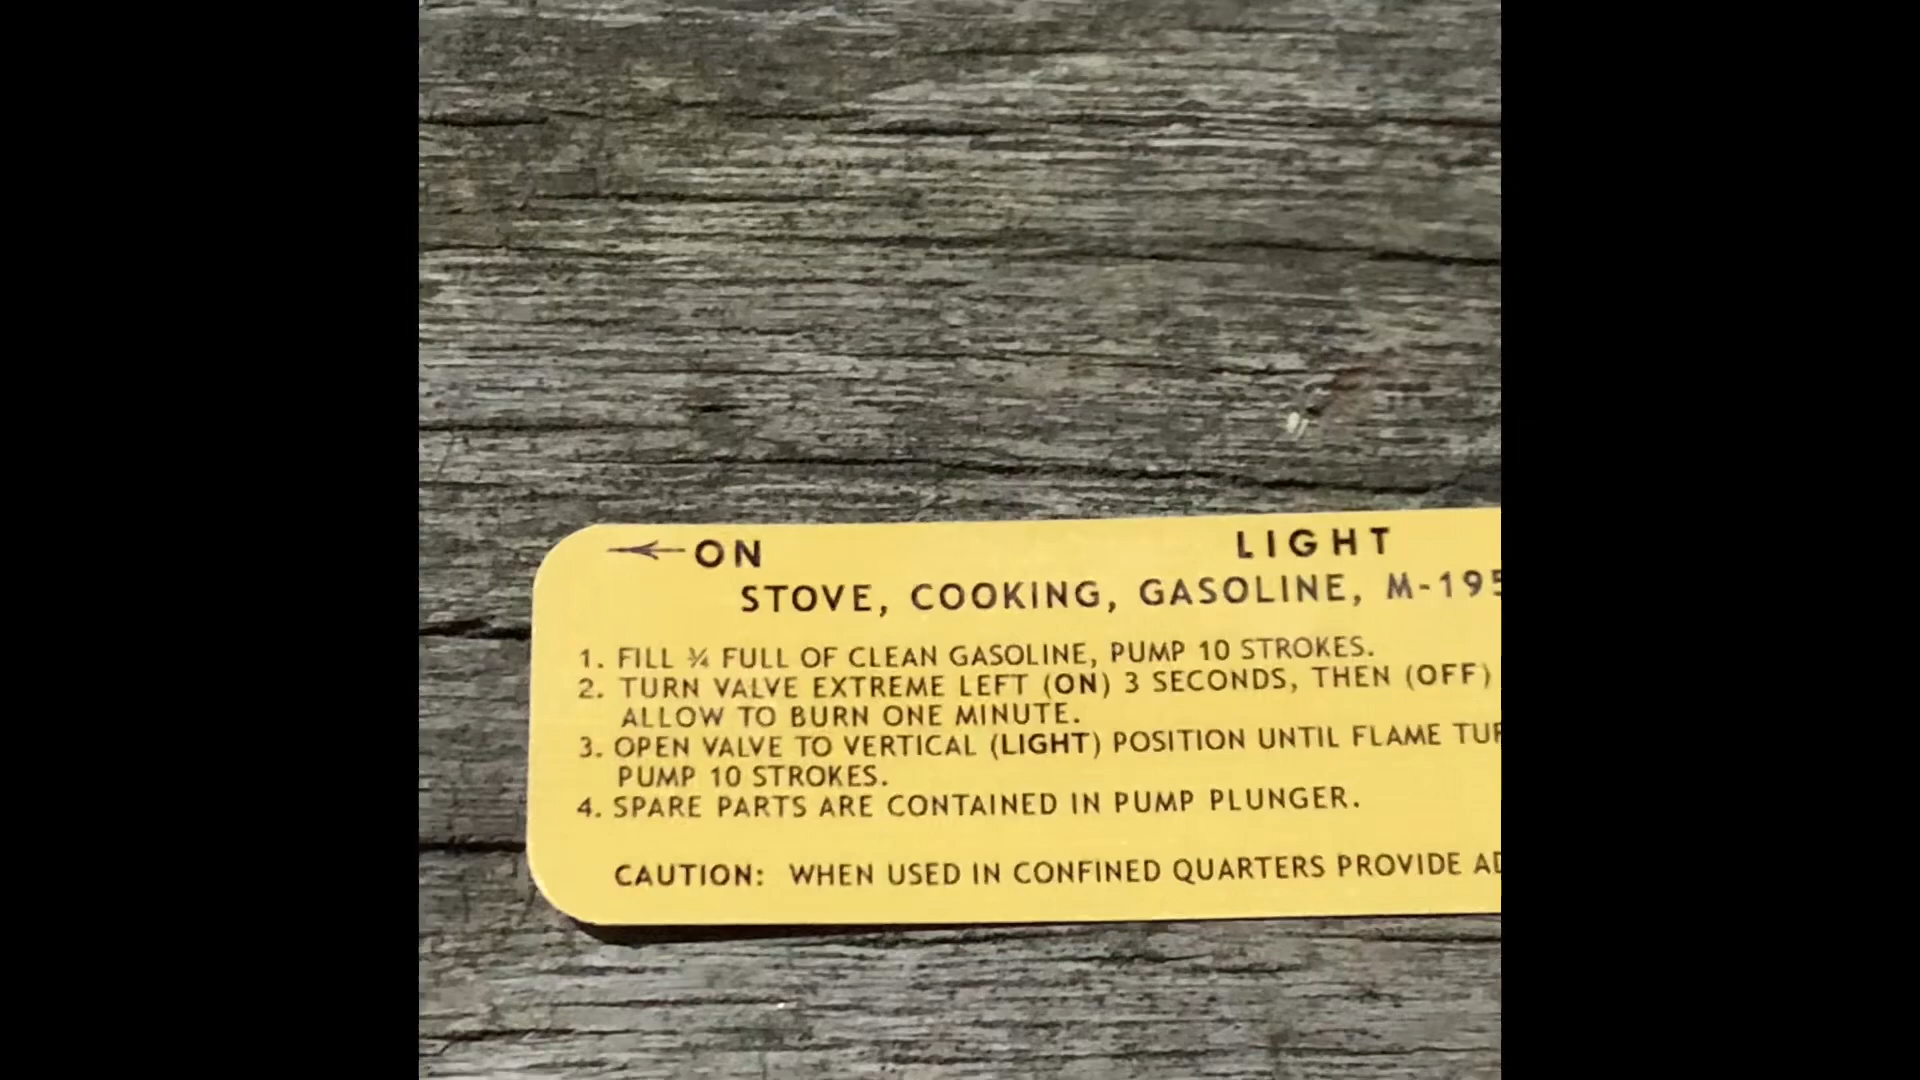 ON LIGHT
STOVE, COOKING, GASOLINE, M-195
1. FILL ¾ FULL OF CLEAN GASOLINE, PUMP 10 STROKES.
2. TURN VALVE EXTREME LEFT (ON) 3 SECONDS, THEN (OFF)
ALLOW TO BURN ONE MINUTE.
3. OPEN VALVE TO VERTICAL (LIGHT) POSITION UNTIL FLAME
PUMP 10 STROKES.
4. SPARE PARTS ARE CONTAINED IN PUMP PLUNGER.
CAUTION: WHEN USED IN CONFINED QUARTERS PROVIDE